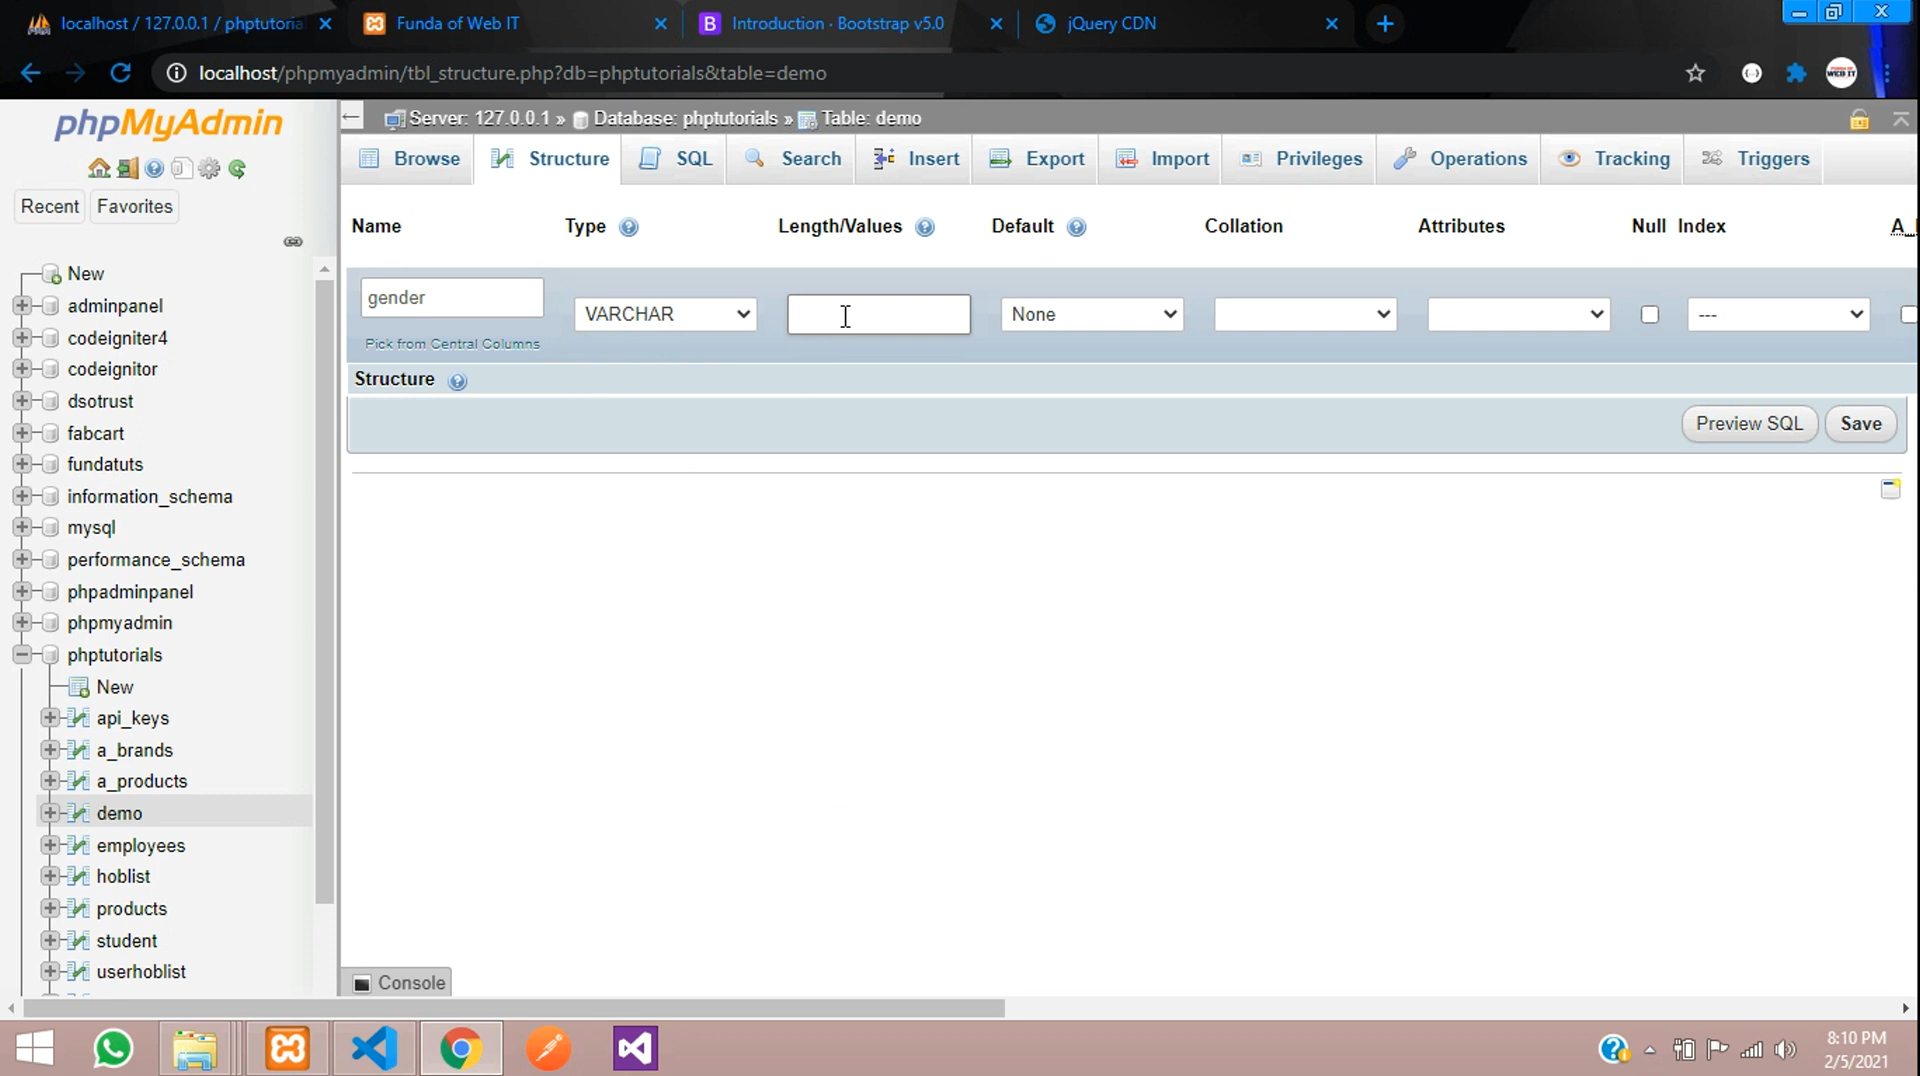 localhost / 127.0.0.1 / phptutoria
Funda of Web IT
Introduction · Bootstrap v5.0
jQuery CDN
localhost/phpmyadmin/tbl_structure.php?db=phptutorials&table=demo
phpMyAdmin
Recent
Favorites
New
adminpanel
codeigniter4
codeignitor
dsotrust
fabcart
fundatuts
information_schema
mysql
performance_schema
phpadminpanel
phpmyadmin
phptutorials
New
api_keys
a_brands
a_products
demo
employees
hoblist
products
student
userhoblist
Server: 127.0.0.1 » Database: phptutorials » Table: demo
Browse
Structure
SQL
Search
Insert
Export
Import
Privileges
Operations
Tracking
Triggers
Name
Type
Length/Values
Default
Collation
Attributes
Null
Index
gender
VARCHAR
None
---
Pick from Central Columns
Structure
Preview SQL
Save
Console
8:10 PM
2/5/2021